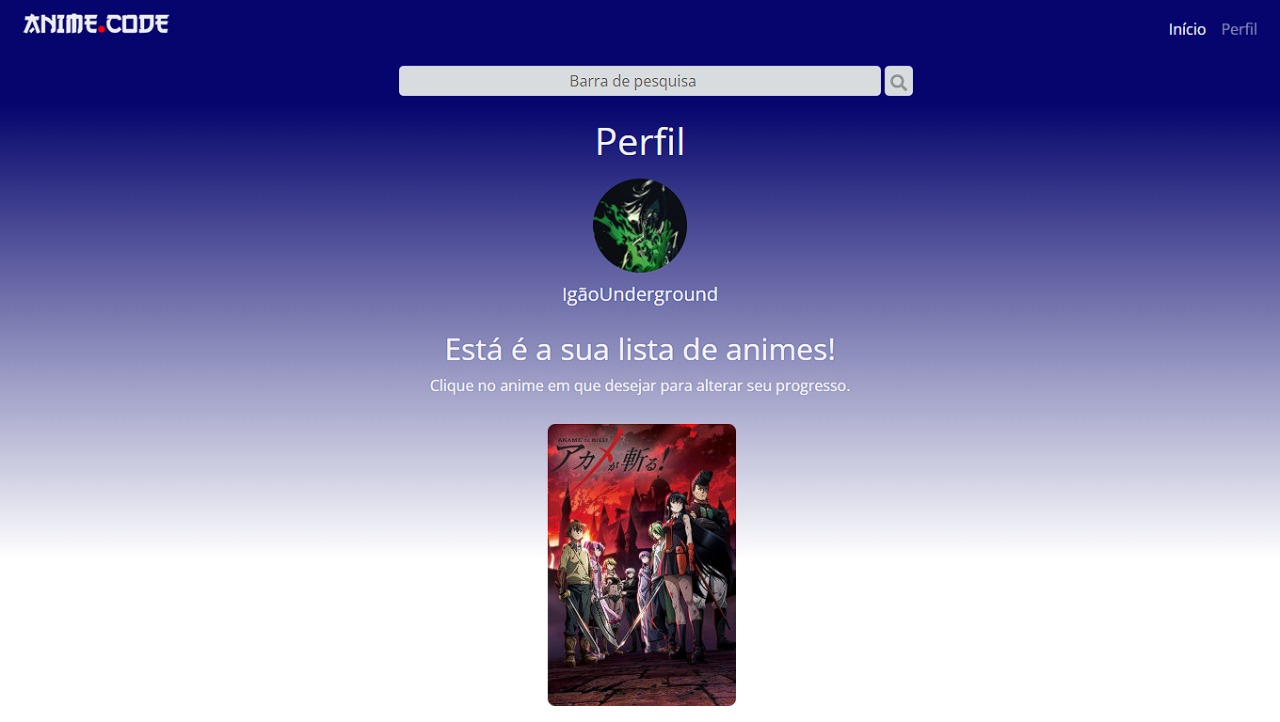 ANIME.CODE
Início Perfil
Barra de pesquisa
Perfil
IgãoUnderground
Está é a sua lista de animes!
Clique no anime em que desejar para alterar seu progresso.
AKAME GA KILL!
アカメが斬る!